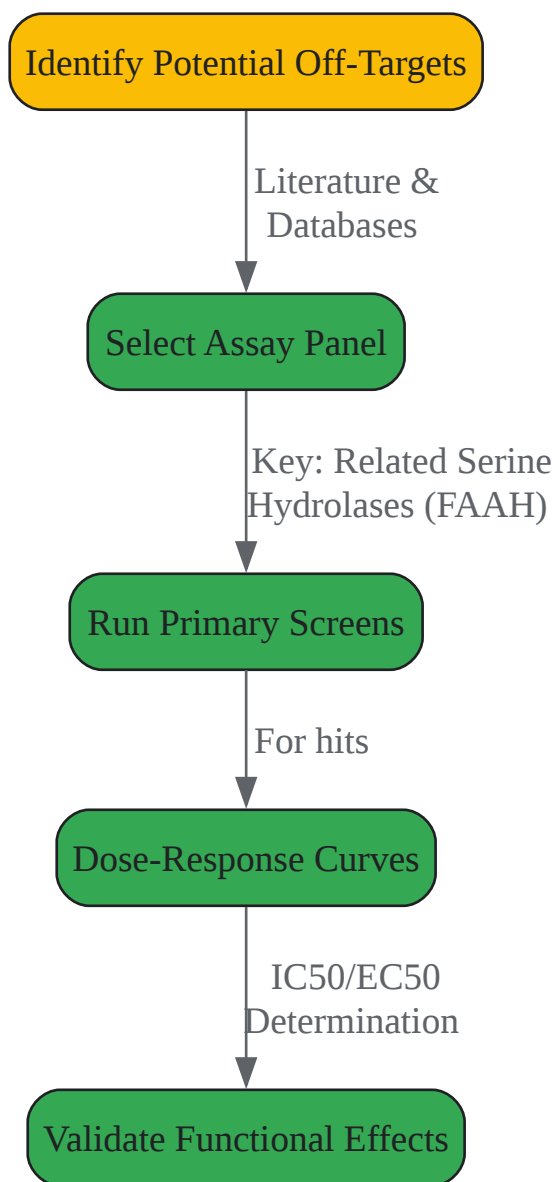 Identify Potential Off-Targets
Literature &
Databases
Select Assay Panel
Key: Related Serine
Hydrolases (FAAH)
Run Primary Screens
For hits
Dose-Response Curves
IC50/EC50
Determination
Validate Functional Effects